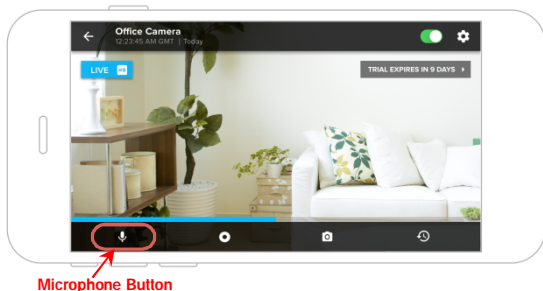 Office Camera
12:23:45 AM GMT | Today
LIVE HD
TRIAL EXPIRES IN 9 DAYS
Microphone Button